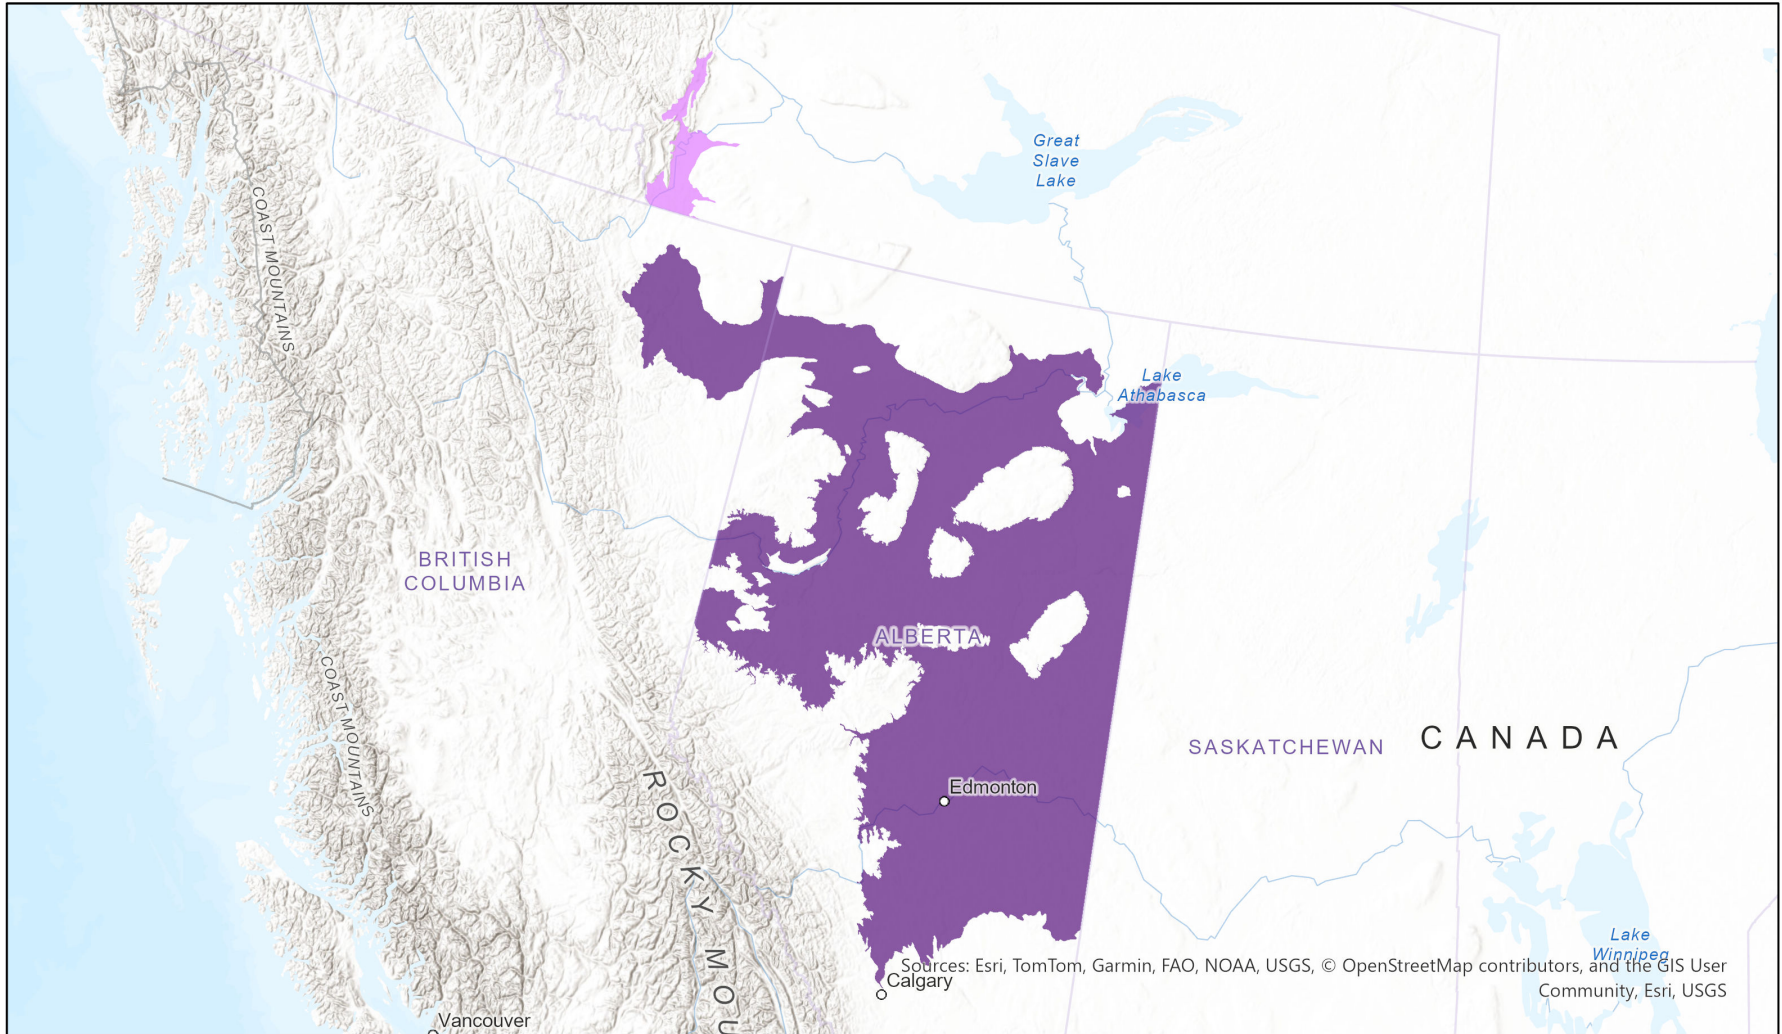 Great
Slave
Lake
COAST MOUNTAINS
Lake
Athabasca
BRITISH
COLUMBIA
ALBERTA
COAST MOUNTAINS
SASKATCHEWAN
CANADA
ROCKY MOU
Edmonton
Lake
Winnipeg
Sources: Esri, TomTom, Garmin, FAO, NOAA, USGS, © OpenStreetMap contributors, and the GIS User
Community, Esri, USGS
Calgary
Vancouver